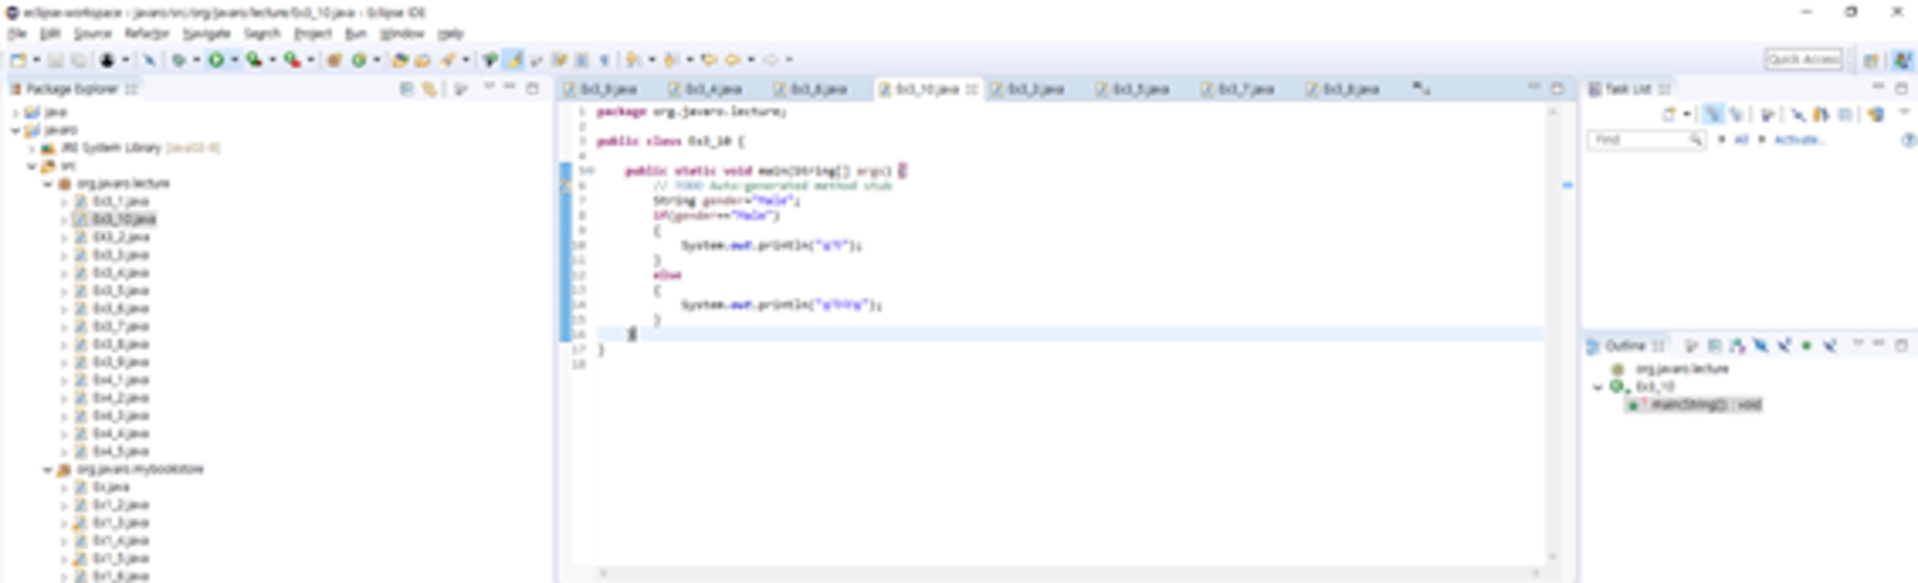 eclipse-workspace - javaro/src/org/javaro/lecture/Ex3_10.java - Eclipse IDE
File Edit Source Refactor Navigate Search Project Run Window Help
Quick Access
Package Explorer
java
javaro
JRE System Library
src
org.javaro.lecture
Ex3_1.java
Ex3_10.java
Ex3_2.java
Ex3_3.java
Ex3_4.java
Ex3_5.java
Ex3_6.java
Ex3_7.java
Ex3_8.java
Ex3_9.java
Ex4_1.java
Ex4_2.java
Ex4_3.java
Ex4_4.java
Ex4_5.java
org.javaro.mybookstore
Ex.java
Ex1_2.java
Ex1_3.java
Ex1_4.java
Ex1_5.java
Ex1_6.java
Ex3_9.java Ex3_4.java Ex3_6.java Ex3_10.java Ex3_3.java Ex3_5.java Ex3_7.java Ex3_8.java
1 package org.javaro.lecture;
2
3 public class Ex3_10 {
4
5 public static void main(String[] args) {
6 // TODO Auto-generated method stub
7 String gender="Male";
8 if(gender=="Male")
9 {
10 System.out.println(
11 }
12 else
13 {
14 System.out.println(
15 }
16 }
17 }
18
Task List
Find All Activate...
Outline
org.javaro.lecture
Ex3_10
main(String[]) : void